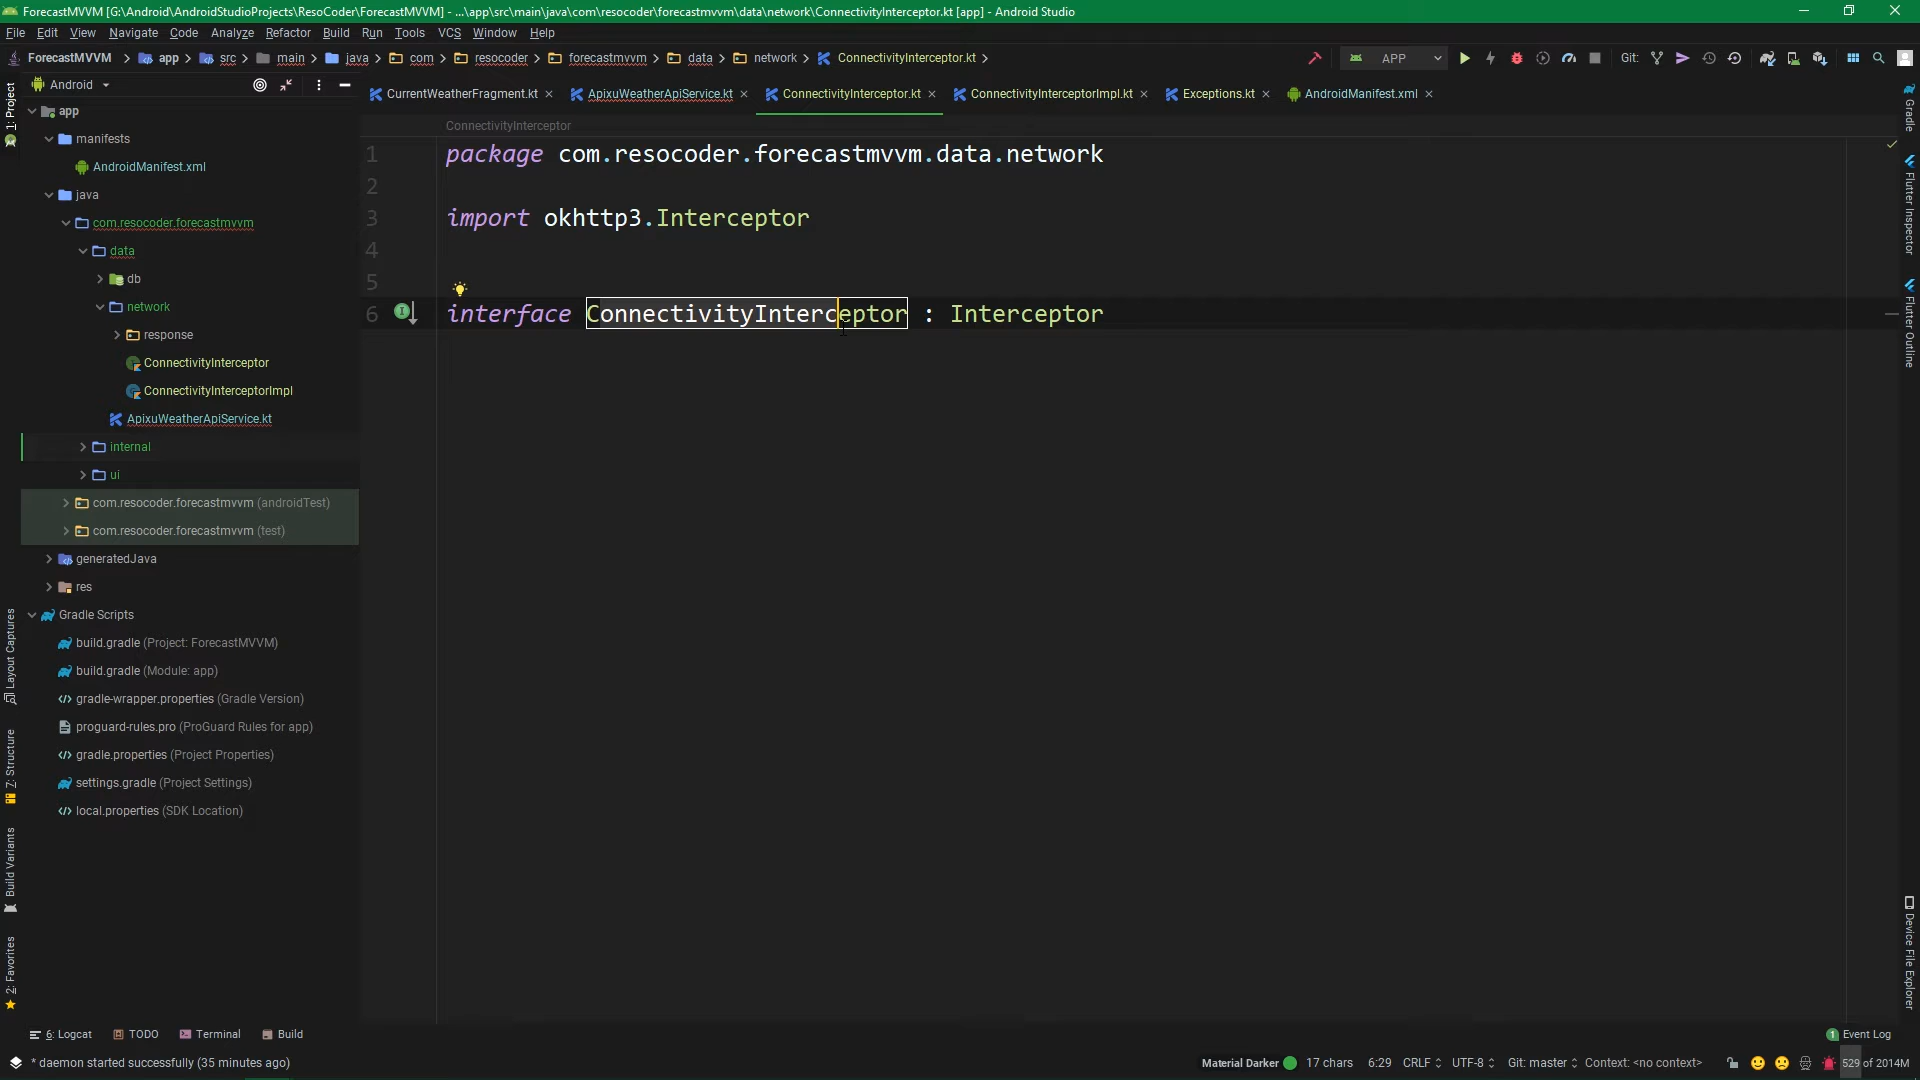 ForecastMVVM [G:\Android\AndroidStudioProjects\ResoCoder\ForecastMVVM] - ...\app\src\main\java\com\resocoder\forecastmvvm\data\network\ConnectivityInterceptor.kt [app] - Android Studio
File Edit View Navigate Code Analyze Refactor Build Run Tools VCS Window Help
ForecastMVVM app src main java com resocoder forecastmvvm data network ConnectivityInterceptor.kt APP Git:
Android
CurrentWeatherFragment.kt ApixuWeatherApiService.kt ConnectivityInterceptor.kt ConnectivityInterceptorImpl.kt Exceptions.kt AndroidManifest.xml
ConnectivityInterceptor
1 package com.resocoder.forecastmvvm.data.network
2
3 import okhttp3.Interceptor
4
5
6 interface ConnectivityInterceptor : Interceptor
app
manifests
AndroidManifest.xml
java
com.resocoder.forecastmvvm
data
db
network
response
ConnectivityInterceptor
ConnectivityInterceptorImpl
ApixuWeatherApiService.kt
internal
ui
com.resocoder.forecastmvvm (androidTest)
com.resocoder.forecastmvvm (test)
generatedJava
res
Gradle Scripts
build.gradle (Project: ForecastMVVM)
build.gradle (Module: app)
gradle-wrapper.properties (Gradle Version)
proguard-rules.pro (ProGuard Rules for app)
gradle.properties (Project Properties)
settings.gradle (Project Settings)
local.properties (SDK Location)
1: Project
Layout Captures
7: Structure
Build Variants
2: Favorites
Gradle
Flutter Inspector
Flutter Outline
Device File Explorer
6: Logcat TODO Terminal Build 1 Event Log
* daemon started successfully (35 minutes ago) Material Darker 17 chars 6:29 CRLF UTF-8 Git: master Context: <no context> 529 of 2014M